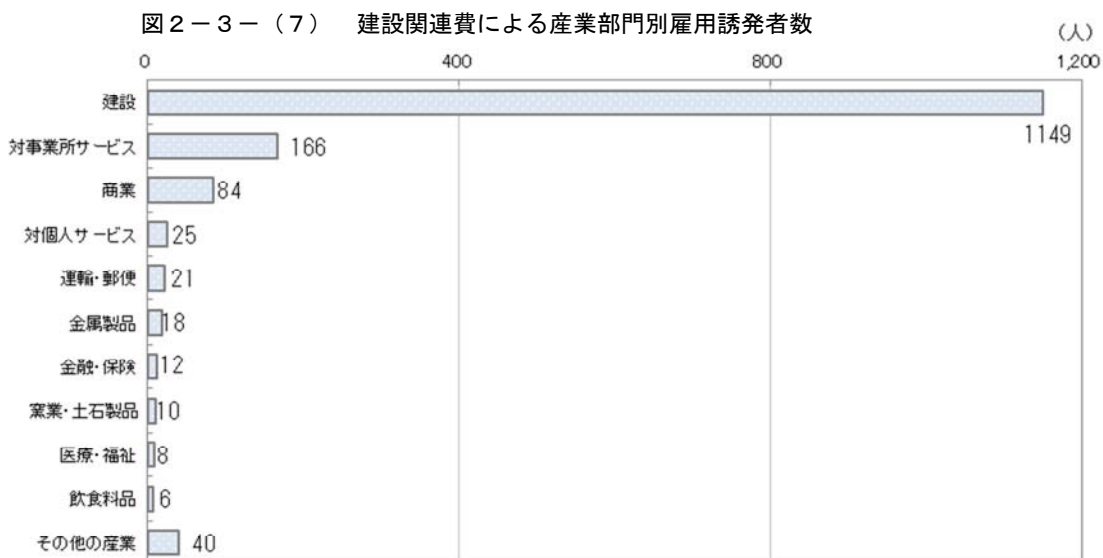 図２－３－（７） 建設関連費による産業部門別雇用誘発者数
（人）
0 400 800 1,200
建設 1149
対事業所サービス 166
商業 84
対個人サービス 25
運輸・郵便 21
金属製品 18
金融・保険 12
窯業・土石製品 10
医療・福祉 8
飲食料品 6
その他の産業 40